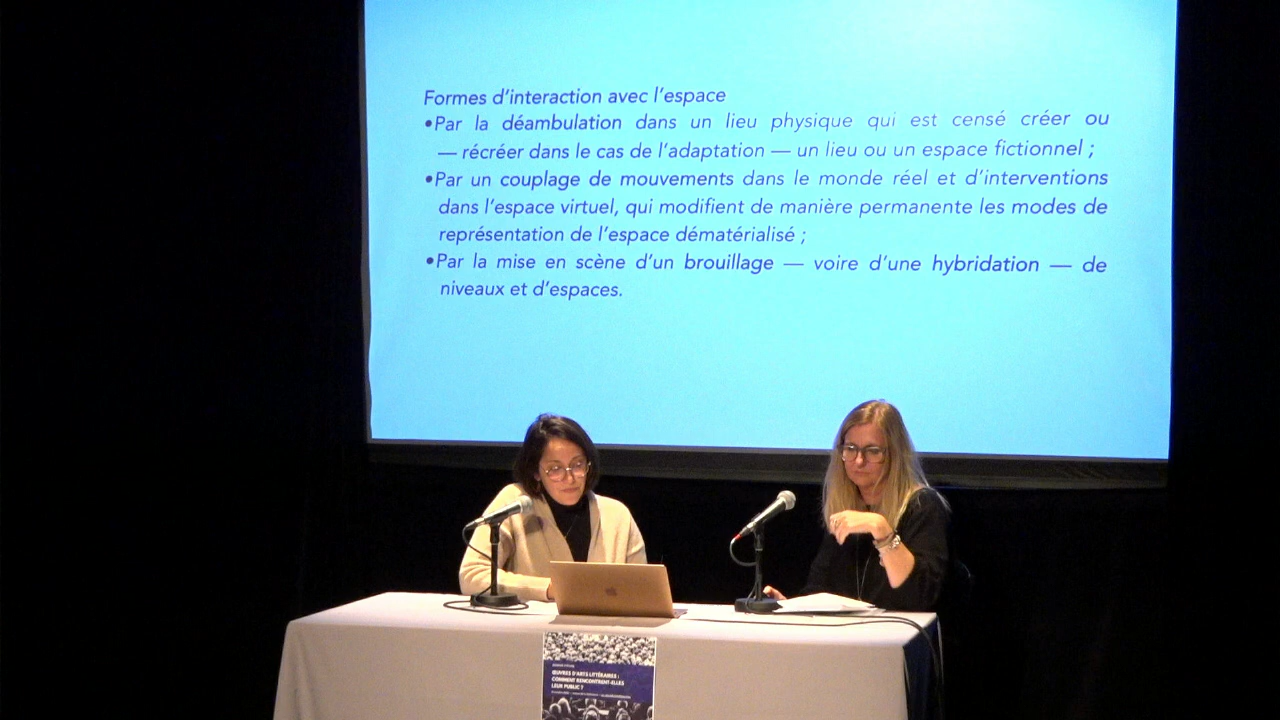 Formes d'interaction avec l'espace
•Par la déambulation dans un lieu physique qui est censé créer ou
— récréer dans le cas de l'adaptation — un lieu ou un espace fictionnel ;
•Par un couplage de mouvements dans le monde réel et d'interventions
dans l'espace virtuel, qui modifient de manière permanente les modes de
représentation de l'espace dématérialisé ;
•Par la mise en scène d'un brouillage — voire d'une hybridation — de
niveaux et d'espaces.
ŒUVRES D'ARTS LITTÉRAIRES :
COMMENT RENCONTRENT-ELLES
LEUR PUBLIC ?